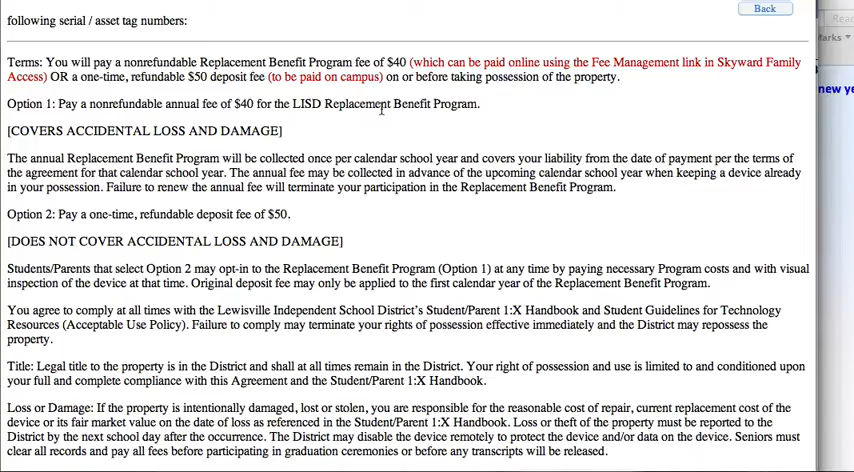 Back
following serial / asset tag numbers:
Read
Marks
Terms: You will pay a nonrefundable Replacement Benefit Program fee of $40 (which can be paid online using the Fee Management link in Skyward Family
Access) OR a one-time, refundable $50 deposit fee (to be paid on campus) on or before taking possession of the property.
new ye
Option 1: Pay a nonrefundable annual fee of $40 for the LISD Replacement Benefit Program.
[COVERS ACCIDENTAL LOSS AND DAMAGE]
The annual Replacement Benefit Program will be collected once per calendar school year and covers your liability from the date of payment per the terms of
the agreement for that calendar school year. The annual fee may be collected in advance of the upcoming calendar school year when keeping a device already
in your possession. Failure to renew the annual fee will terminate your participation in the Replacement Benefit Program.
Option 2: Pay a one-time, refundable deposit fee of $50.
[DOES NOT COVER ACCIDENTAL LOSS AND DAMAGE]
Students/Parents that select Option 2 may opt-in to the Replacement Benefit Program (Option 1) at any time by paying necessary Program costs and with visual
inspection of the device at that time. Original deposit fee may only be applied to the first calendar year of the Replacement Benefit Program.
You agree to comply at all times with the Lewisville Independent School District's Student/Parent 1:X Handbook and Student Guidelines for Technology
Resources (Acceptable Use Policy). Failure to comply may terminate your rights of possession effective immediately and the District may repossess the
property.
Title: Legal title to the property is in the District and shall at all times remain in the District. Your right of possession and use is limited to and conditioned upon
your full and complete compliance with this Agreement and the Student/Parent 1:X Handbook.
Loss or Damage: If the property is intentionally damaged, lost or stolen, you are responsible for the reasonable cost of repair, current replacement cost of the
device or its fair market value on the date of loss as referenced in the Student/Parent 1:X Handbook. Loss or theft of the property must be reported to the
District by the next school day after the occurrence. The District may disable the device remotely to protect the device and/or data on the device. Seniors must
clear all records and pay all fees before participating in graduation ceremonies or before any transcripts will be released.